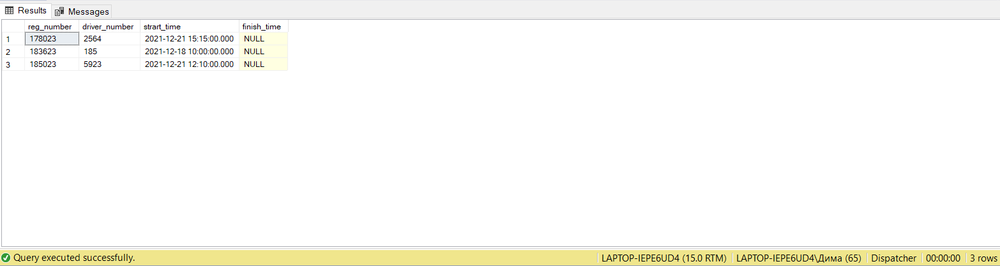 Results Messages
reg_number driver_number strart_time finish_time
1 178023 2564 2021-12-21 15:15:00.000 NULL
2 183623 185 2021-12-18 10:00:00.000 NULL
3 185023 5923 2021-12-21 12:10:00.000 NULL
Query executed successfully. LAPTOP-IEPE6UD4 (15.0 RTM) LAPTOP-IEPE6UD4\Дима (65) Dispatcher 00:00:00 3 rows